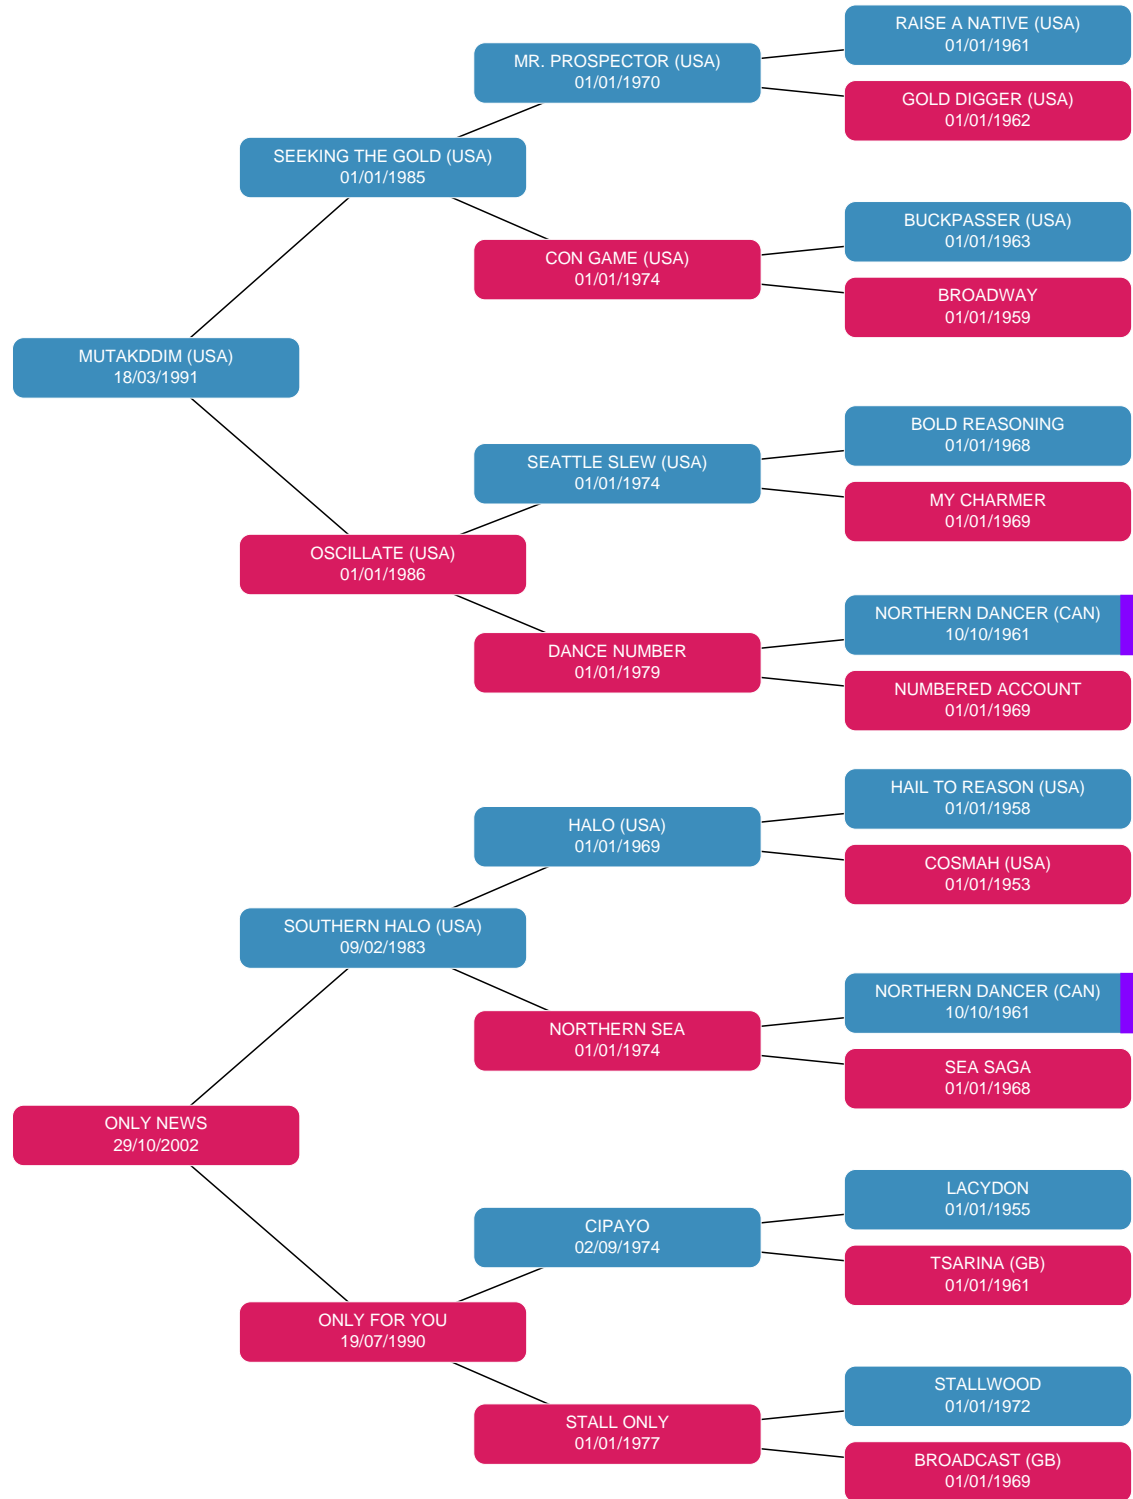 RAISE A NATIVE (USA)
01/01/1961
MR. PROSPECTOR (USA)
01/01/1970
GOLD DIGGER (USA)
01/01/1962
SEEKING THE GOLD (USA)
01/01/1985
BUCKPASSER (USA)
01/01/1963
CON GAME (USA)
01/01/1974
BROADWAY
01/01/1959
MUTAKDDIM (USA)
18/03/1991
BOLD REASONING
01/01/1968
SEATTLE SLEW (USA)
01/01/1974
MY CHARMER
01/01/1969
OSCILLATE (USA)
01/01/1986
NORTHERN DANCER (CAN)
10/10/1961
DANCE NUMBER
01/01/1979
NUMBERED ACCOUNT
01/01/1969
HAIL TO REASON (USA)
01/01/1958
HALO (USA)
01/01/1969
COSMAH (USA)
01/01/1953
SOUTHERN HALO (USA)
09/02/1983
NORTHERN DANCER (CAN)
10/10/1961
NORTHERN SEA
01/01/1974
SEA SAGA
01/01/1968
ONLY NEWS
29/10/2002
LACYDON
01/01/1955
CIPAYO
02/09/1974
TSARINA (GB)
01/01/1961
ONLY FOR YOU
19/07/1990
STALLWOOD
01/01/1972
STALL ONLY
01/01/1977
BROADCAST (GB)
01/01/1969